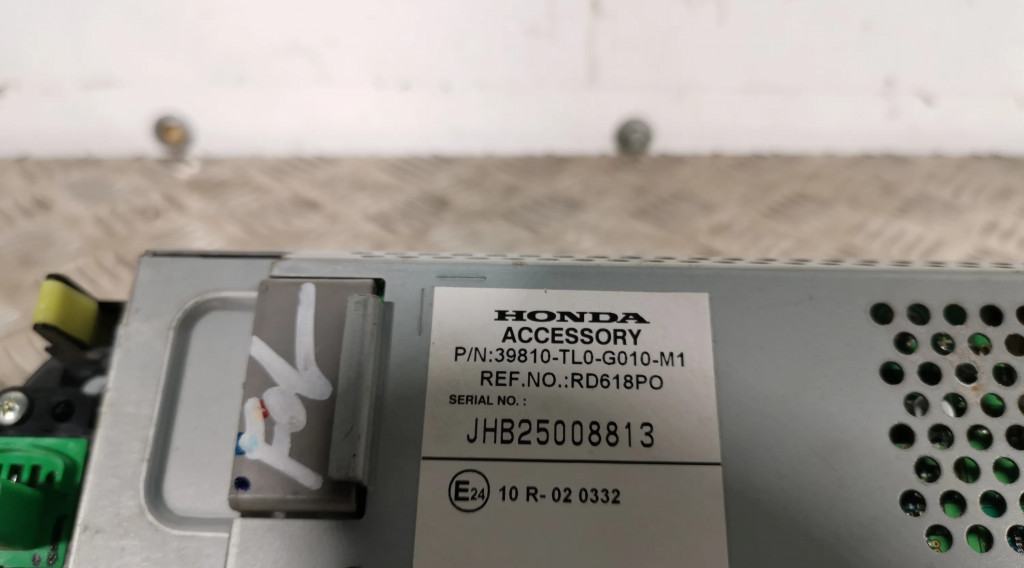 HONDA
ACCESSORY
P/N:39810-TL0-G010-M1
REF.NO.:RD618PO
SERIAL NO. :
JHB25008813
E24 10 R- 02 0332